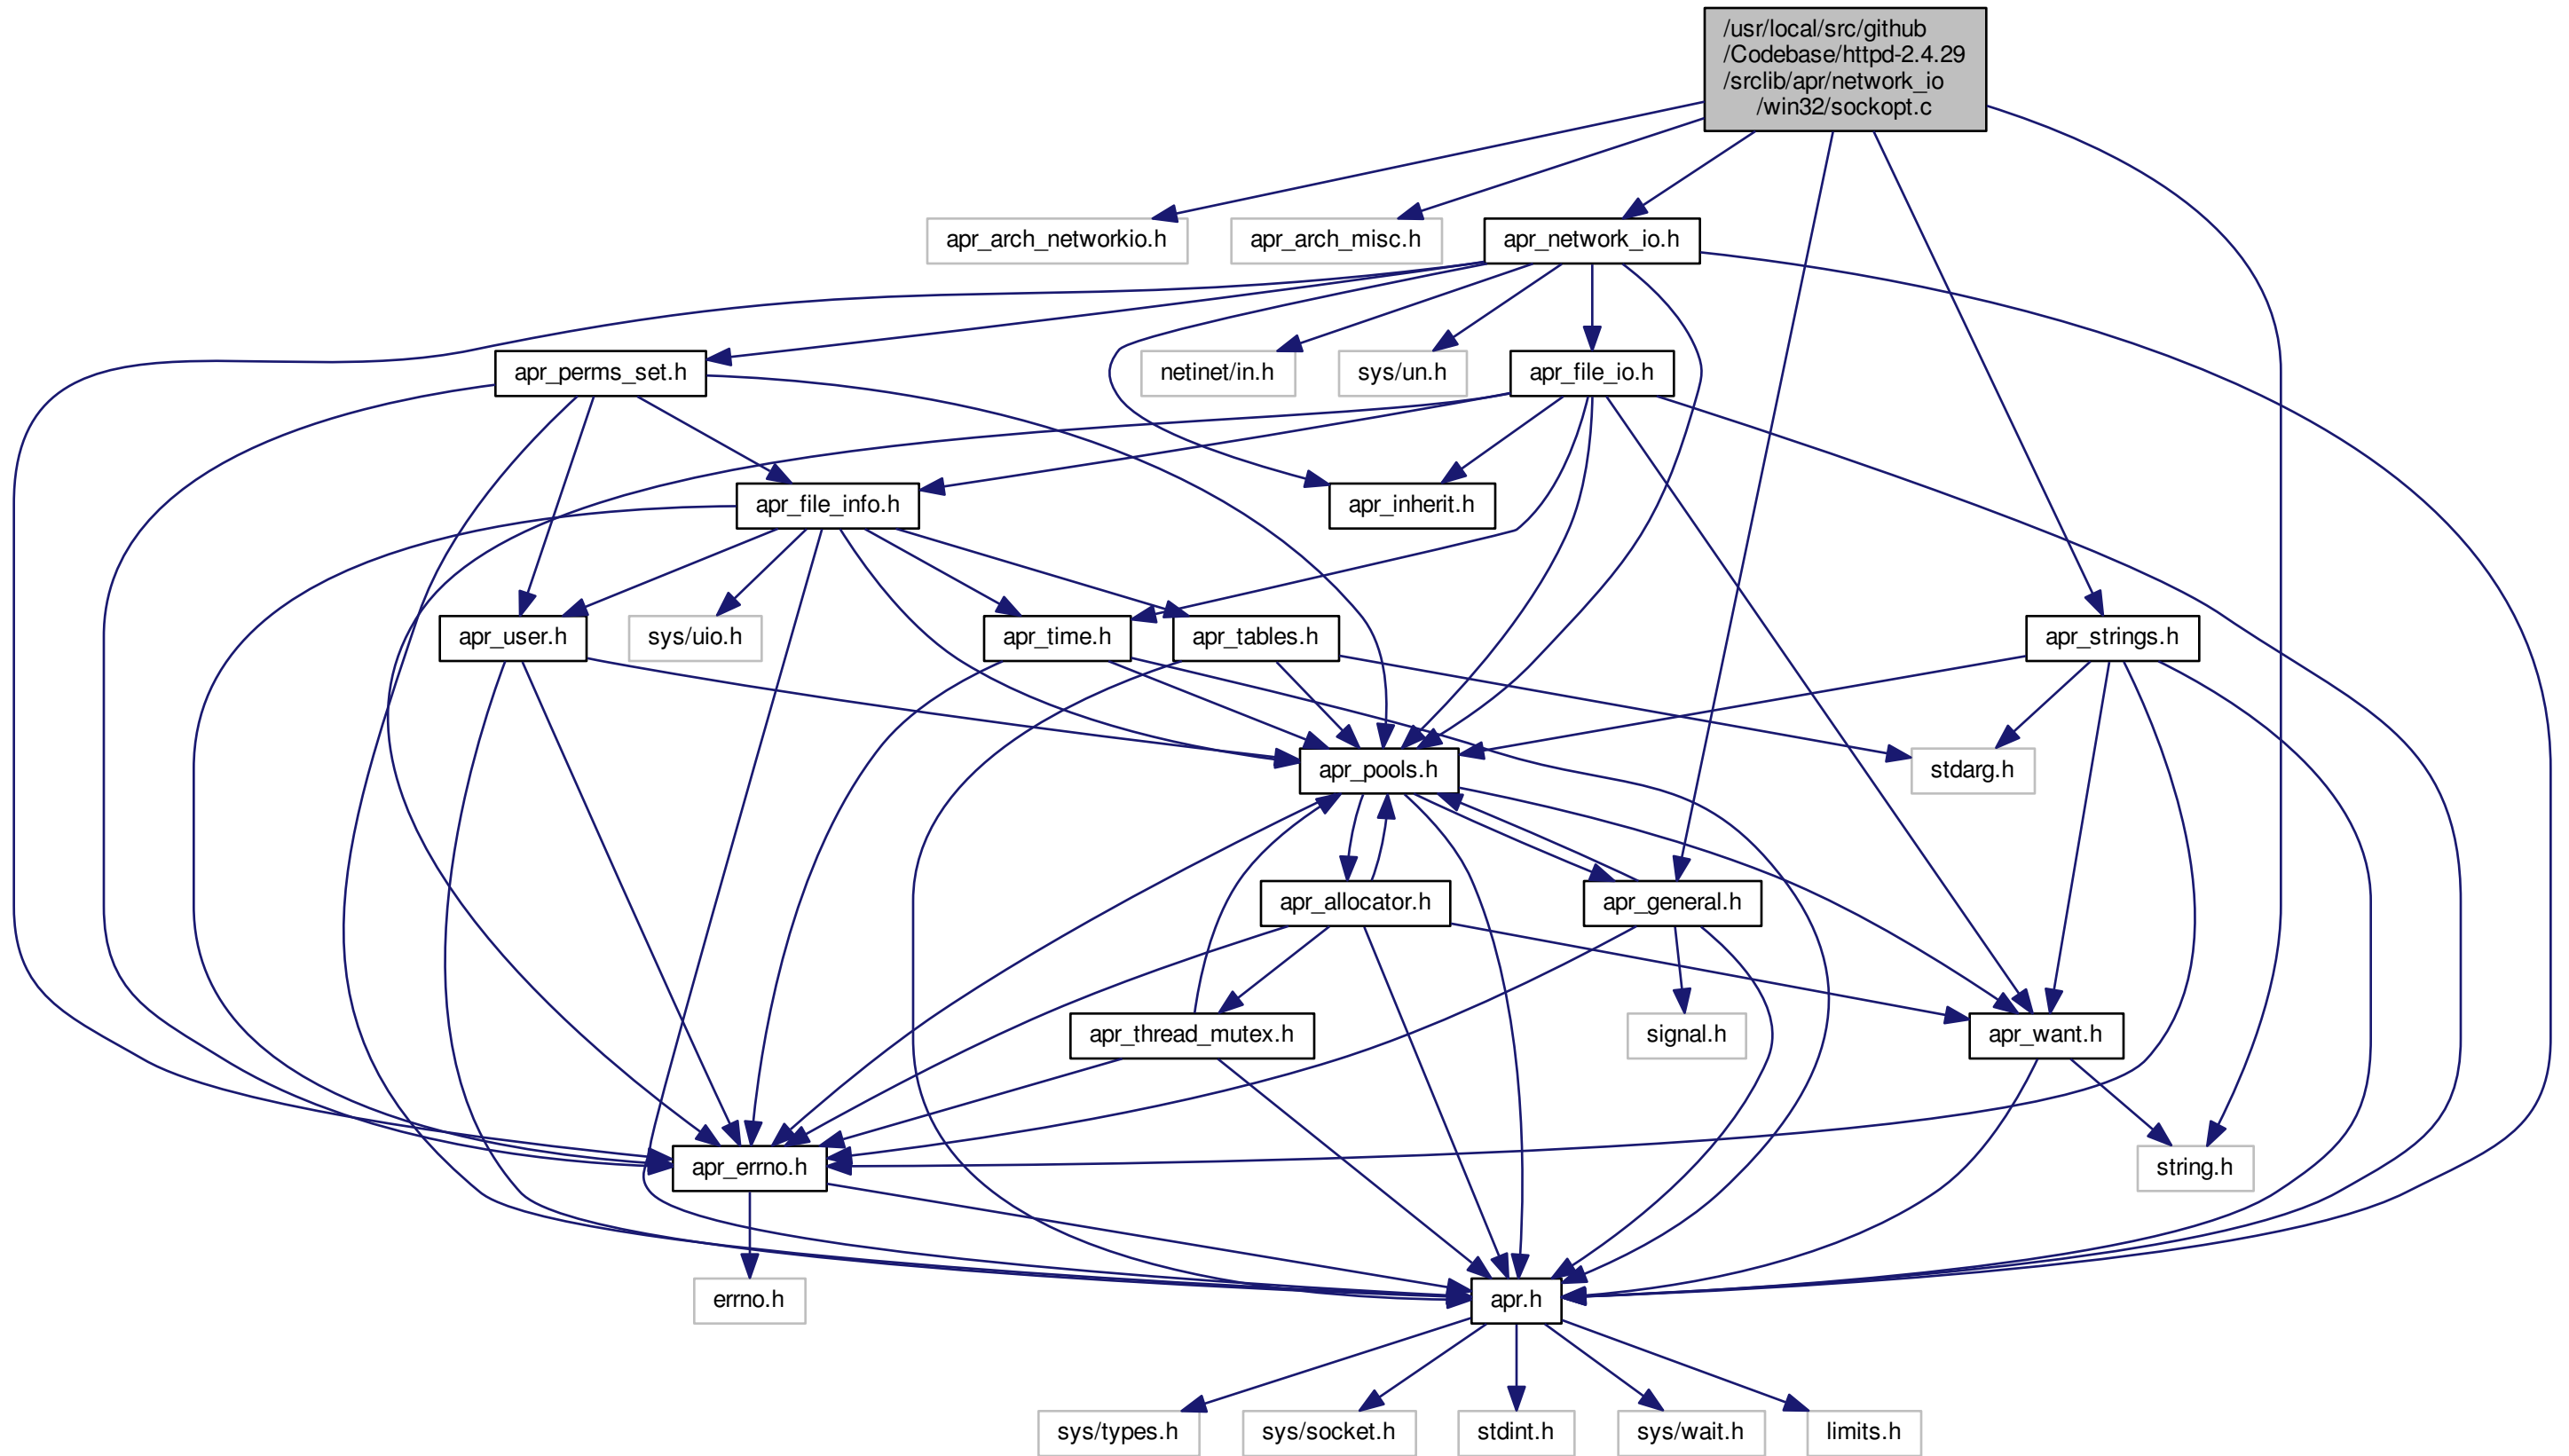 /usr/local/src/github
/Codebase/httpd-2.4.29
/srclib/apr/network_io
/win32/sockopt.c
apr_arch_networkio.h
apr_arch_misc.h
apr_network_io.h
apr_perms_set.h
netinet/in.h
sys/un.h
apr_file_io.h
apr_file_info.h
apr_inherit.h
apr_user.h
sys/uio.h
apr_time.h
apr_tables.h
apr_strings.h
apr_pools.h
stdarg.h
apr_allocator.h
apr_general.h
apr_thread_mutex.h
signal.h
apr_want.h
apr_errno.h
string.h
errno.h
apr.h
sys/types.h
sys/socket.h
stdint.h
sys/wait.h
limits.h